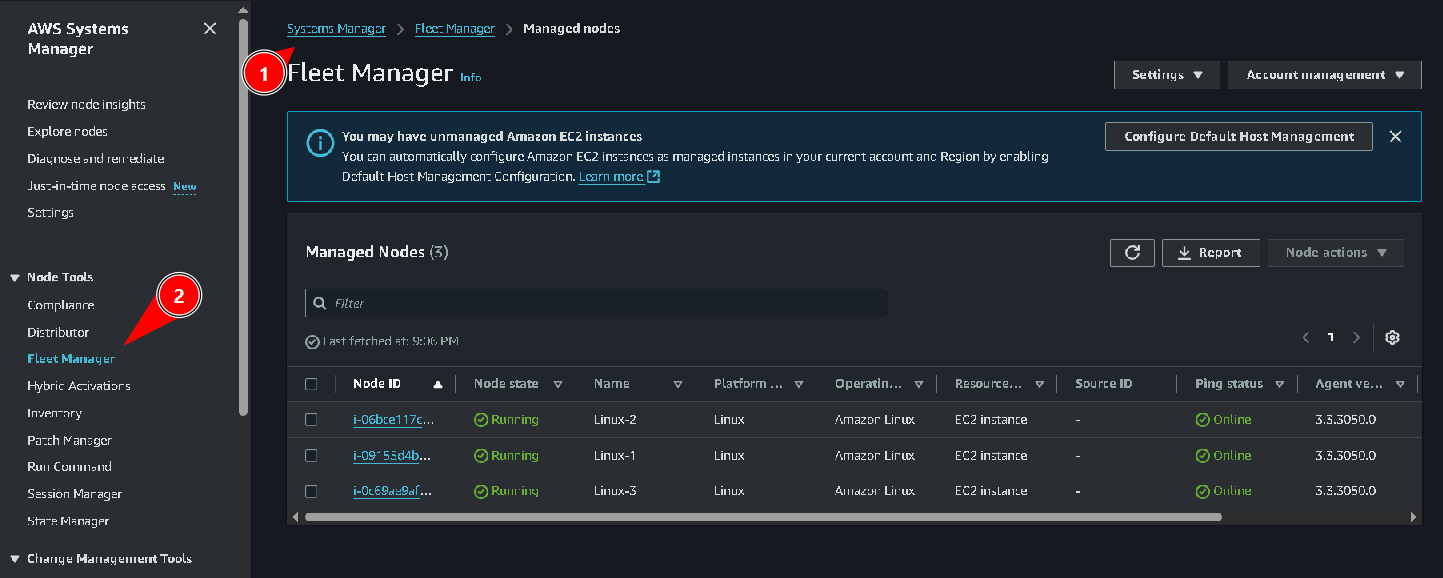 AWS Systems
Manager
Review node insights
Explore nodes
Diagnose and remediate
Just-in-time node access New
Settings
Node Tools
Compliance
Distributor
Fleet Manager
Hybrid Activations
Inventory
Patch Manager
Run Command
Session Manager
State Manager
Change Management Tools
1
2
Systems Manager > Fleet Manager > Managed nodes
Fleet Manager Info
Settings
Account management
You may have unmanaged Amazon EC2 instances
You can automatically configure Amazon EC2 instances as managed instances in your current account and Region by enabling
Default Host Management Configuration. Learn more
Configure Default Host Management
Managed Nodes (3)
Report
Node actions
Filter
Last fetched at: 9:06 PM
1
Node ID Node state Name Platform ... Operatin... Resource... Source ID Ping status Agent ve...
i-06bce117c... Running Linux-2 Linux Amazon Linux EC2 instance - Online 3.3.3050.0
i-09153d4b... Running Linux-1 Linux Amazon Linux EC2 instance - Online 3.3.3050.0
i-0c69ae9af... Running Linux-3 Linux Amazon Linux EC2 instance - Online 3.3.3050.0